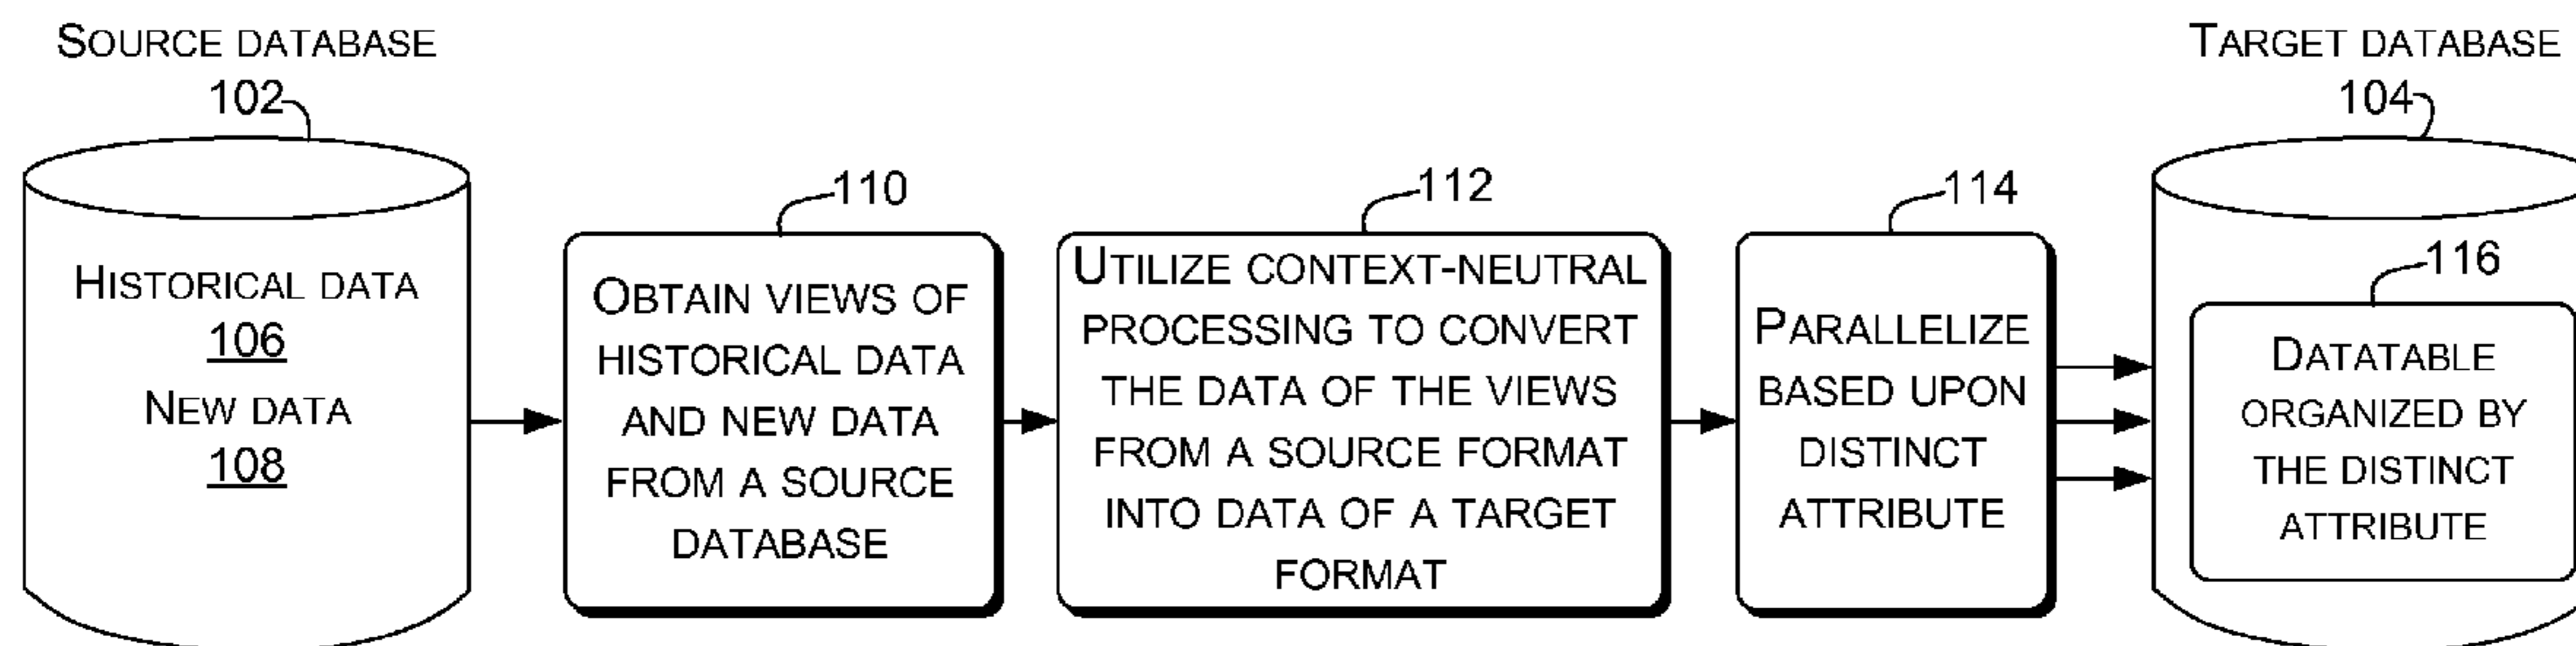 SOURCE DATABASE
102
HISTORICAL DATA
106
NEW DATA
108
110
OBTAIN VIEWS OF
HISTORICAL DATA
AND NEW DATA
FROM A SOURCE
DATABASE
112
UTILIZE CONTEXT-NEUTRAL
PROCESSING TO CONVERT
THE DATA OF THE VIEWS
FROM A SOURCE FORMAT
INTO DATA OF A TARGET
FORMAT
114
PARALLELIZE
BASED UPON
DISTINCT
ATTRIBUTE
TARGET DATABASE
104
116
DATATABLE
ORGANIZED BY
THE DISTINCT
ATTRIBUTE